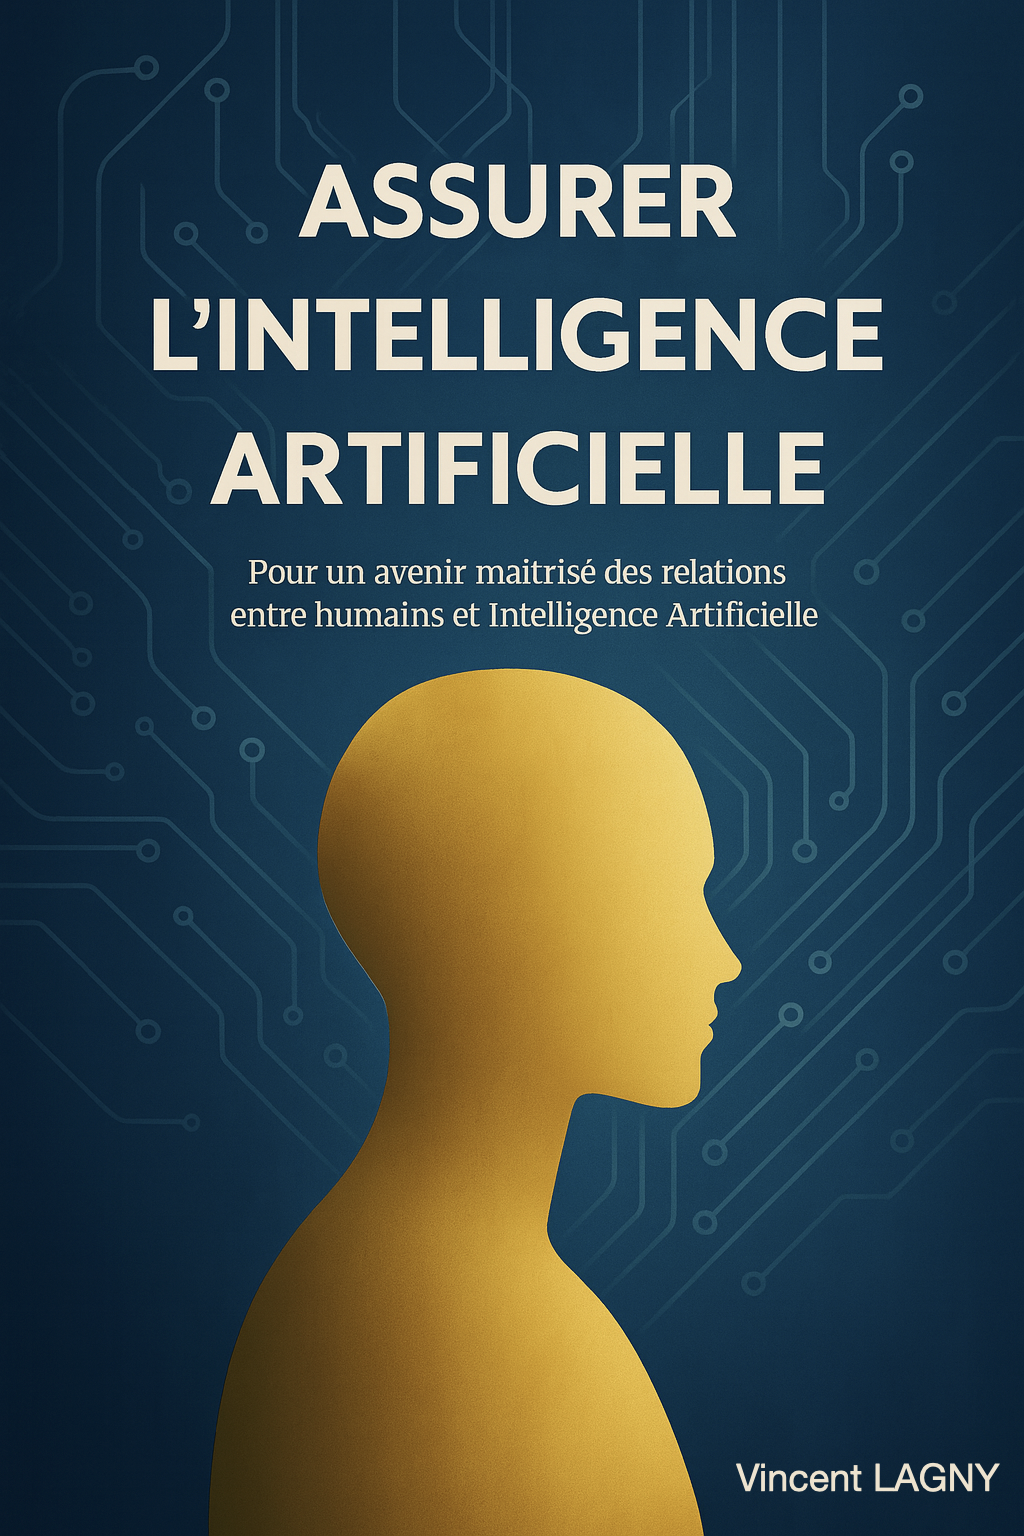 ASSURER
L’INTELLIGENCE
ARTIFICIELLE
Pour un avenir maitrisé des relations
entre humains et Intelligence Artificielle
Vincent LAGNY